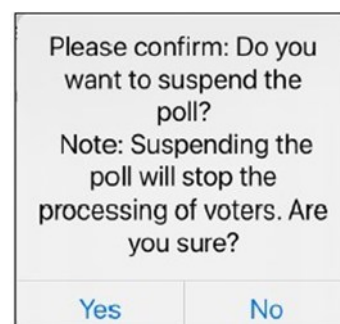 Please confirm: Do you
want to suspend the
poll?
Note: Suspending the
poll will stop the
processing of voters. Are
you sure?
Yes
No